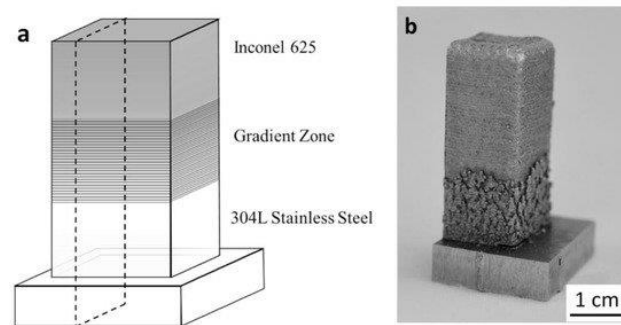 a
Inconel 625
Gradient Zone
304L Stainless Steel
b
1 cm